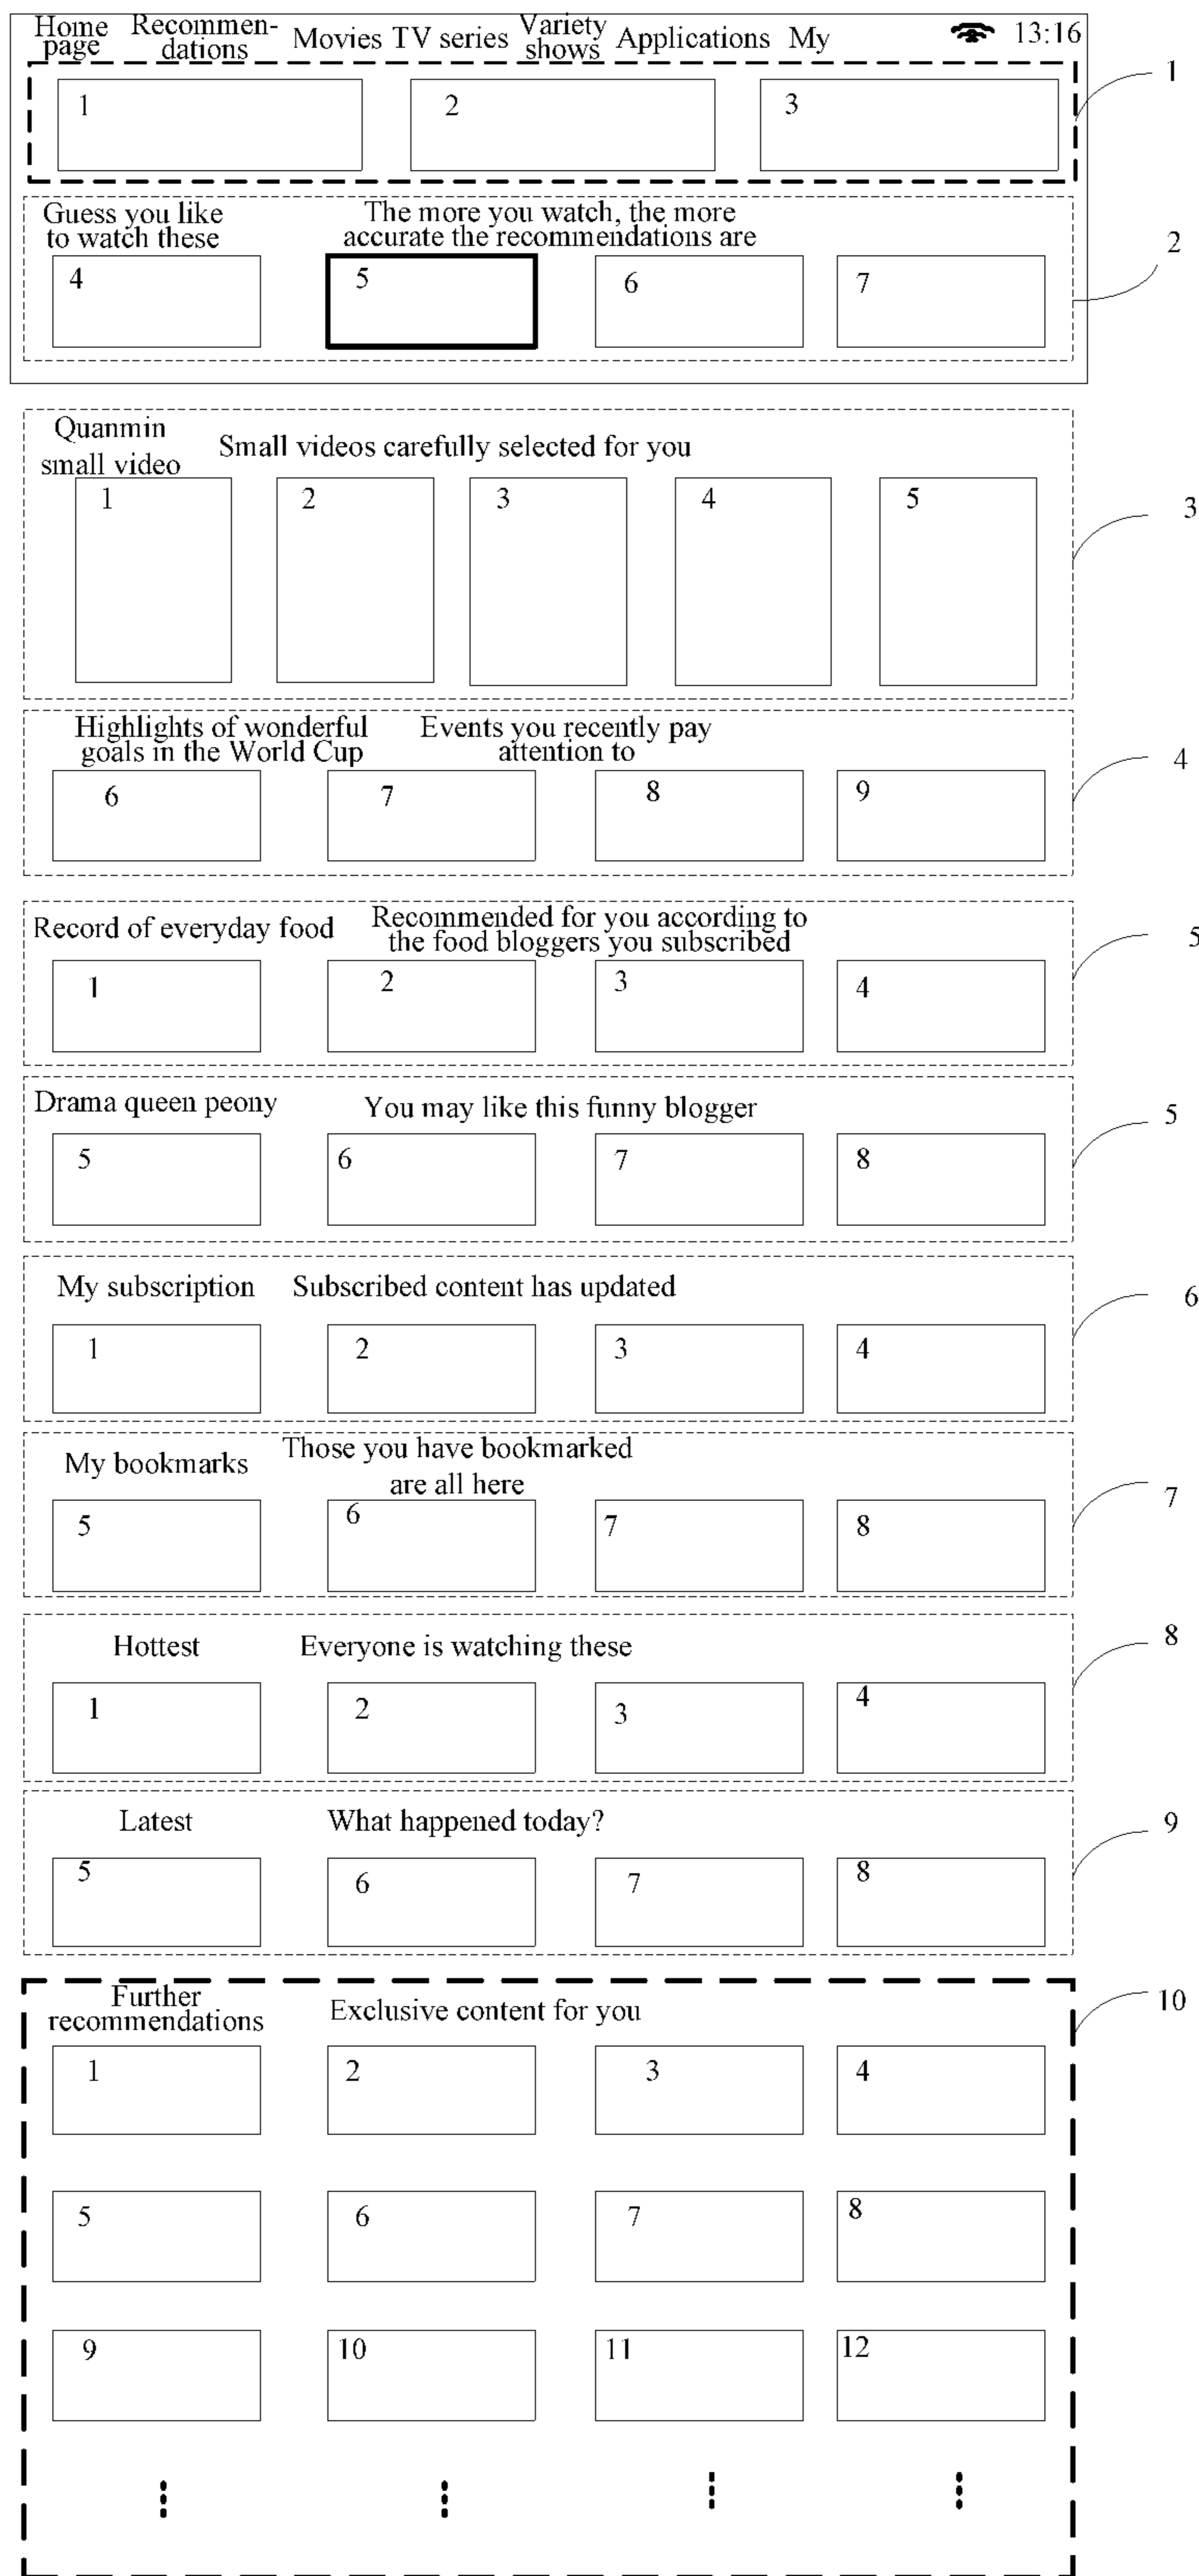 Home page Recommen-dations Movies TV series Variety shows Applications My 13:16
1 2 3
1
Guess you like
to watch these
The more you watch, the more
accurate the recommendations are
2
4 5 6 7
Quanmin
small video
Small videos carefully selected for you
1 2 3 4 5
3
Highlights of wonderful
goals in the World Cup
Events you recently pay
attention to
4
6 7 8 9
Record of everyday food
Recommended for you according to
the food bloggers you subscribed
5
1 2 3 4
Drama queen peony You may like this funny blogger
5
5 6 7 8
My subscription Subscribed content has updated
6
1 2 3 4
My bookmarks
Those you have bookmarked
are all here
7
5 6 7 8
Hottest Everyone is watching these
8
1 2 3 4
Latest What happened today?
9
5 6 7 8
Further
recommendations
Exclusive content for you
10
1 2 3 4
5 6 7 8
9 10 11 12